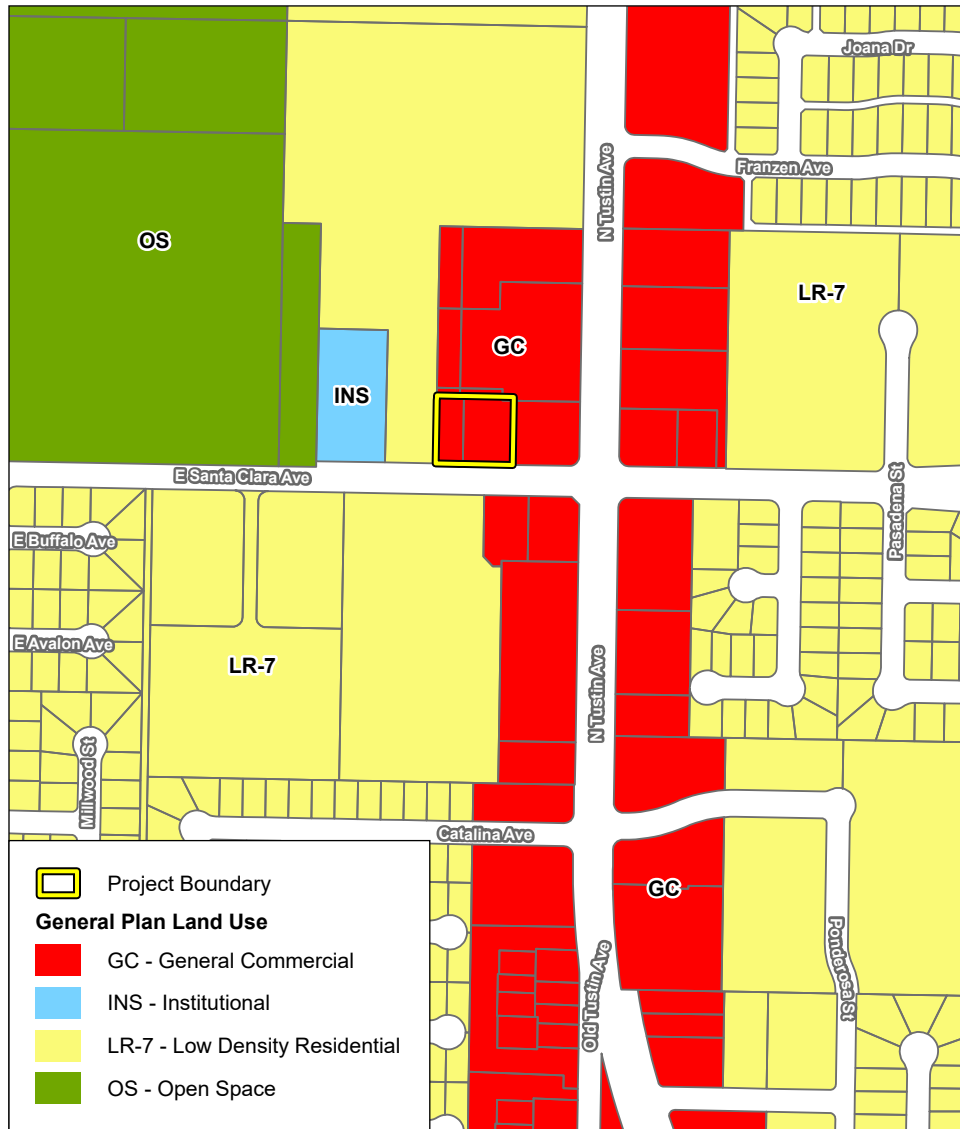 Joana Dr
Franzen Ave
N Tustin Ave
OS
LR-7
GC
INS
E Santa Clara Ave
Pasadena St
E Buffalo Ave
E Avalon Ave
LR-7
N Tustin Ave
Millwood St
Catalina Ave
GC
Ponderosa St
Old Tustin Ave
Project Boundary
General Plan Land Use
GC - General Commercial
INS - Institutional
LR-7 - Low Density Residential
OS - Open Space